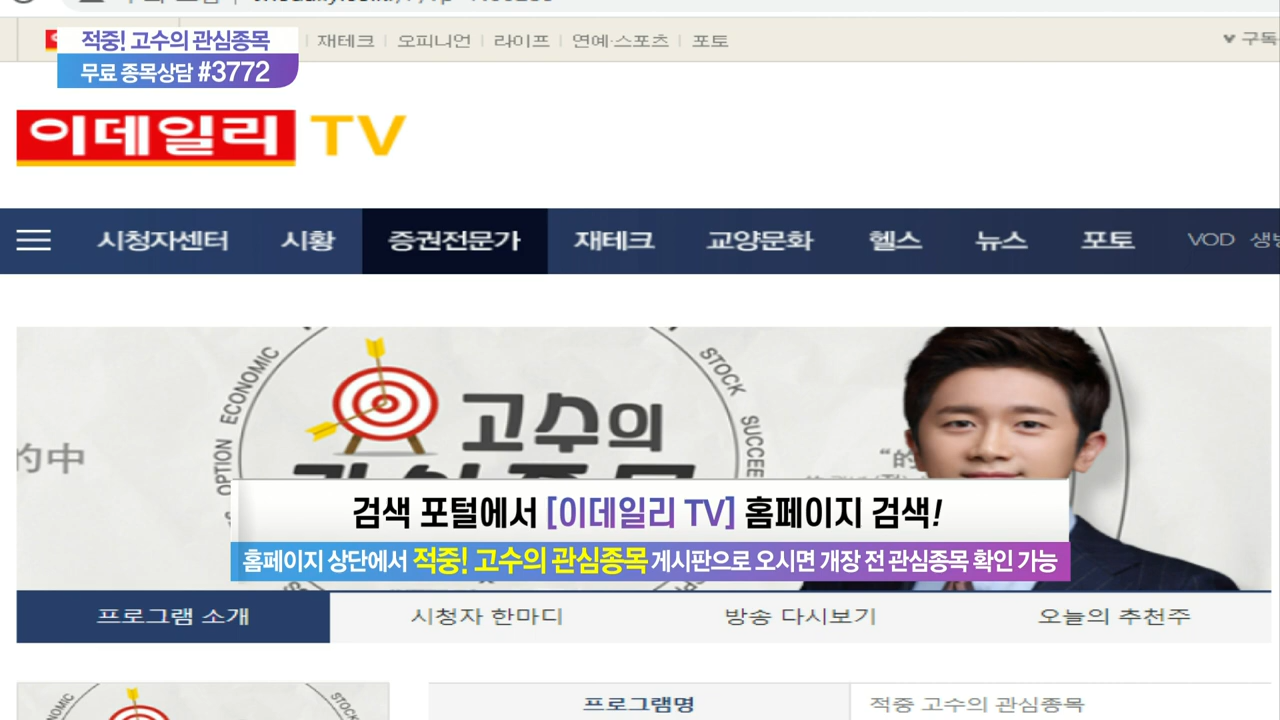 적중! 고수의 관심종목
무료 종목상담 #3772
재테크 오피니언 라이프 연예·스포츠 포토
구독
이데일리 TV
시청자센터 시황 증권전문가 재테크 교양문화 헬스 뉴스 포토 VOD
OPTION ECONOMIC
STOCK
고수의
的中
“的
검색 포털에서 [이데일리 TV] 홈페이지 검색!
홈페이지 상단에서 적중! 고수의 관심종목 게시판으로 오시면 개장 전 관심종목 확인 가능
프로그램 소개 시청자 한마디 방송 다시보기 오늘의 추천주
STOCK
프로그램명 적중 고수의 관심종목